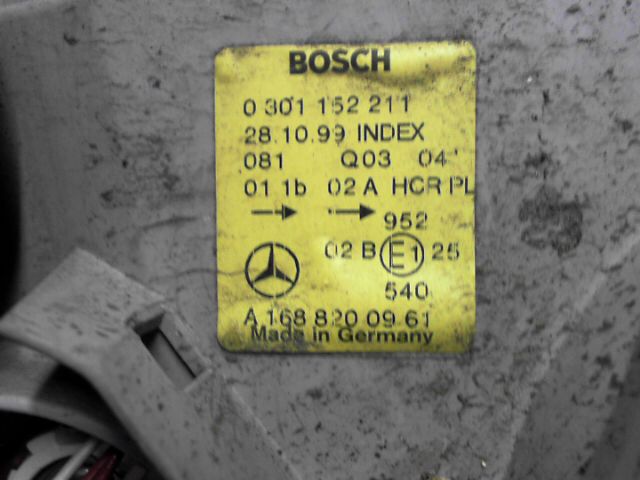 BOSCH
0 301 152 211
28.10.99 INDEX
081 Q03 04
01 1b 02 A HCR PL
952
02 B E1 25
540
A 168 820 09 61
Made in Germany